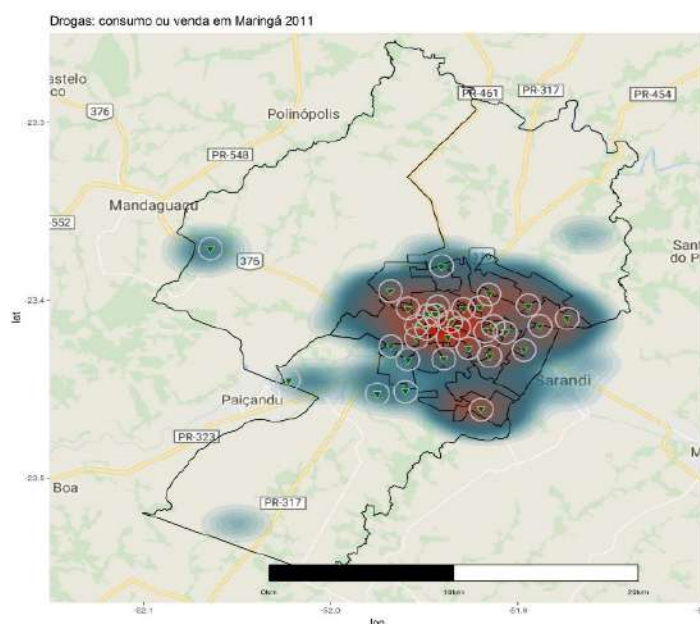 Drogas: consumo ou venda em Maringá 2011
astelo
co
376
Polinópolis
PR-461
PR-317
PR-454
-23.3
PR-548
Mandaguaçu
-552
376
Sant
do P
-23.4
lat
Sarandi
Paiçandu
PR-323
-23.5
Boa
PR-317
M
0km
10km
20km
-52.1
-52.0
-51.9
lon